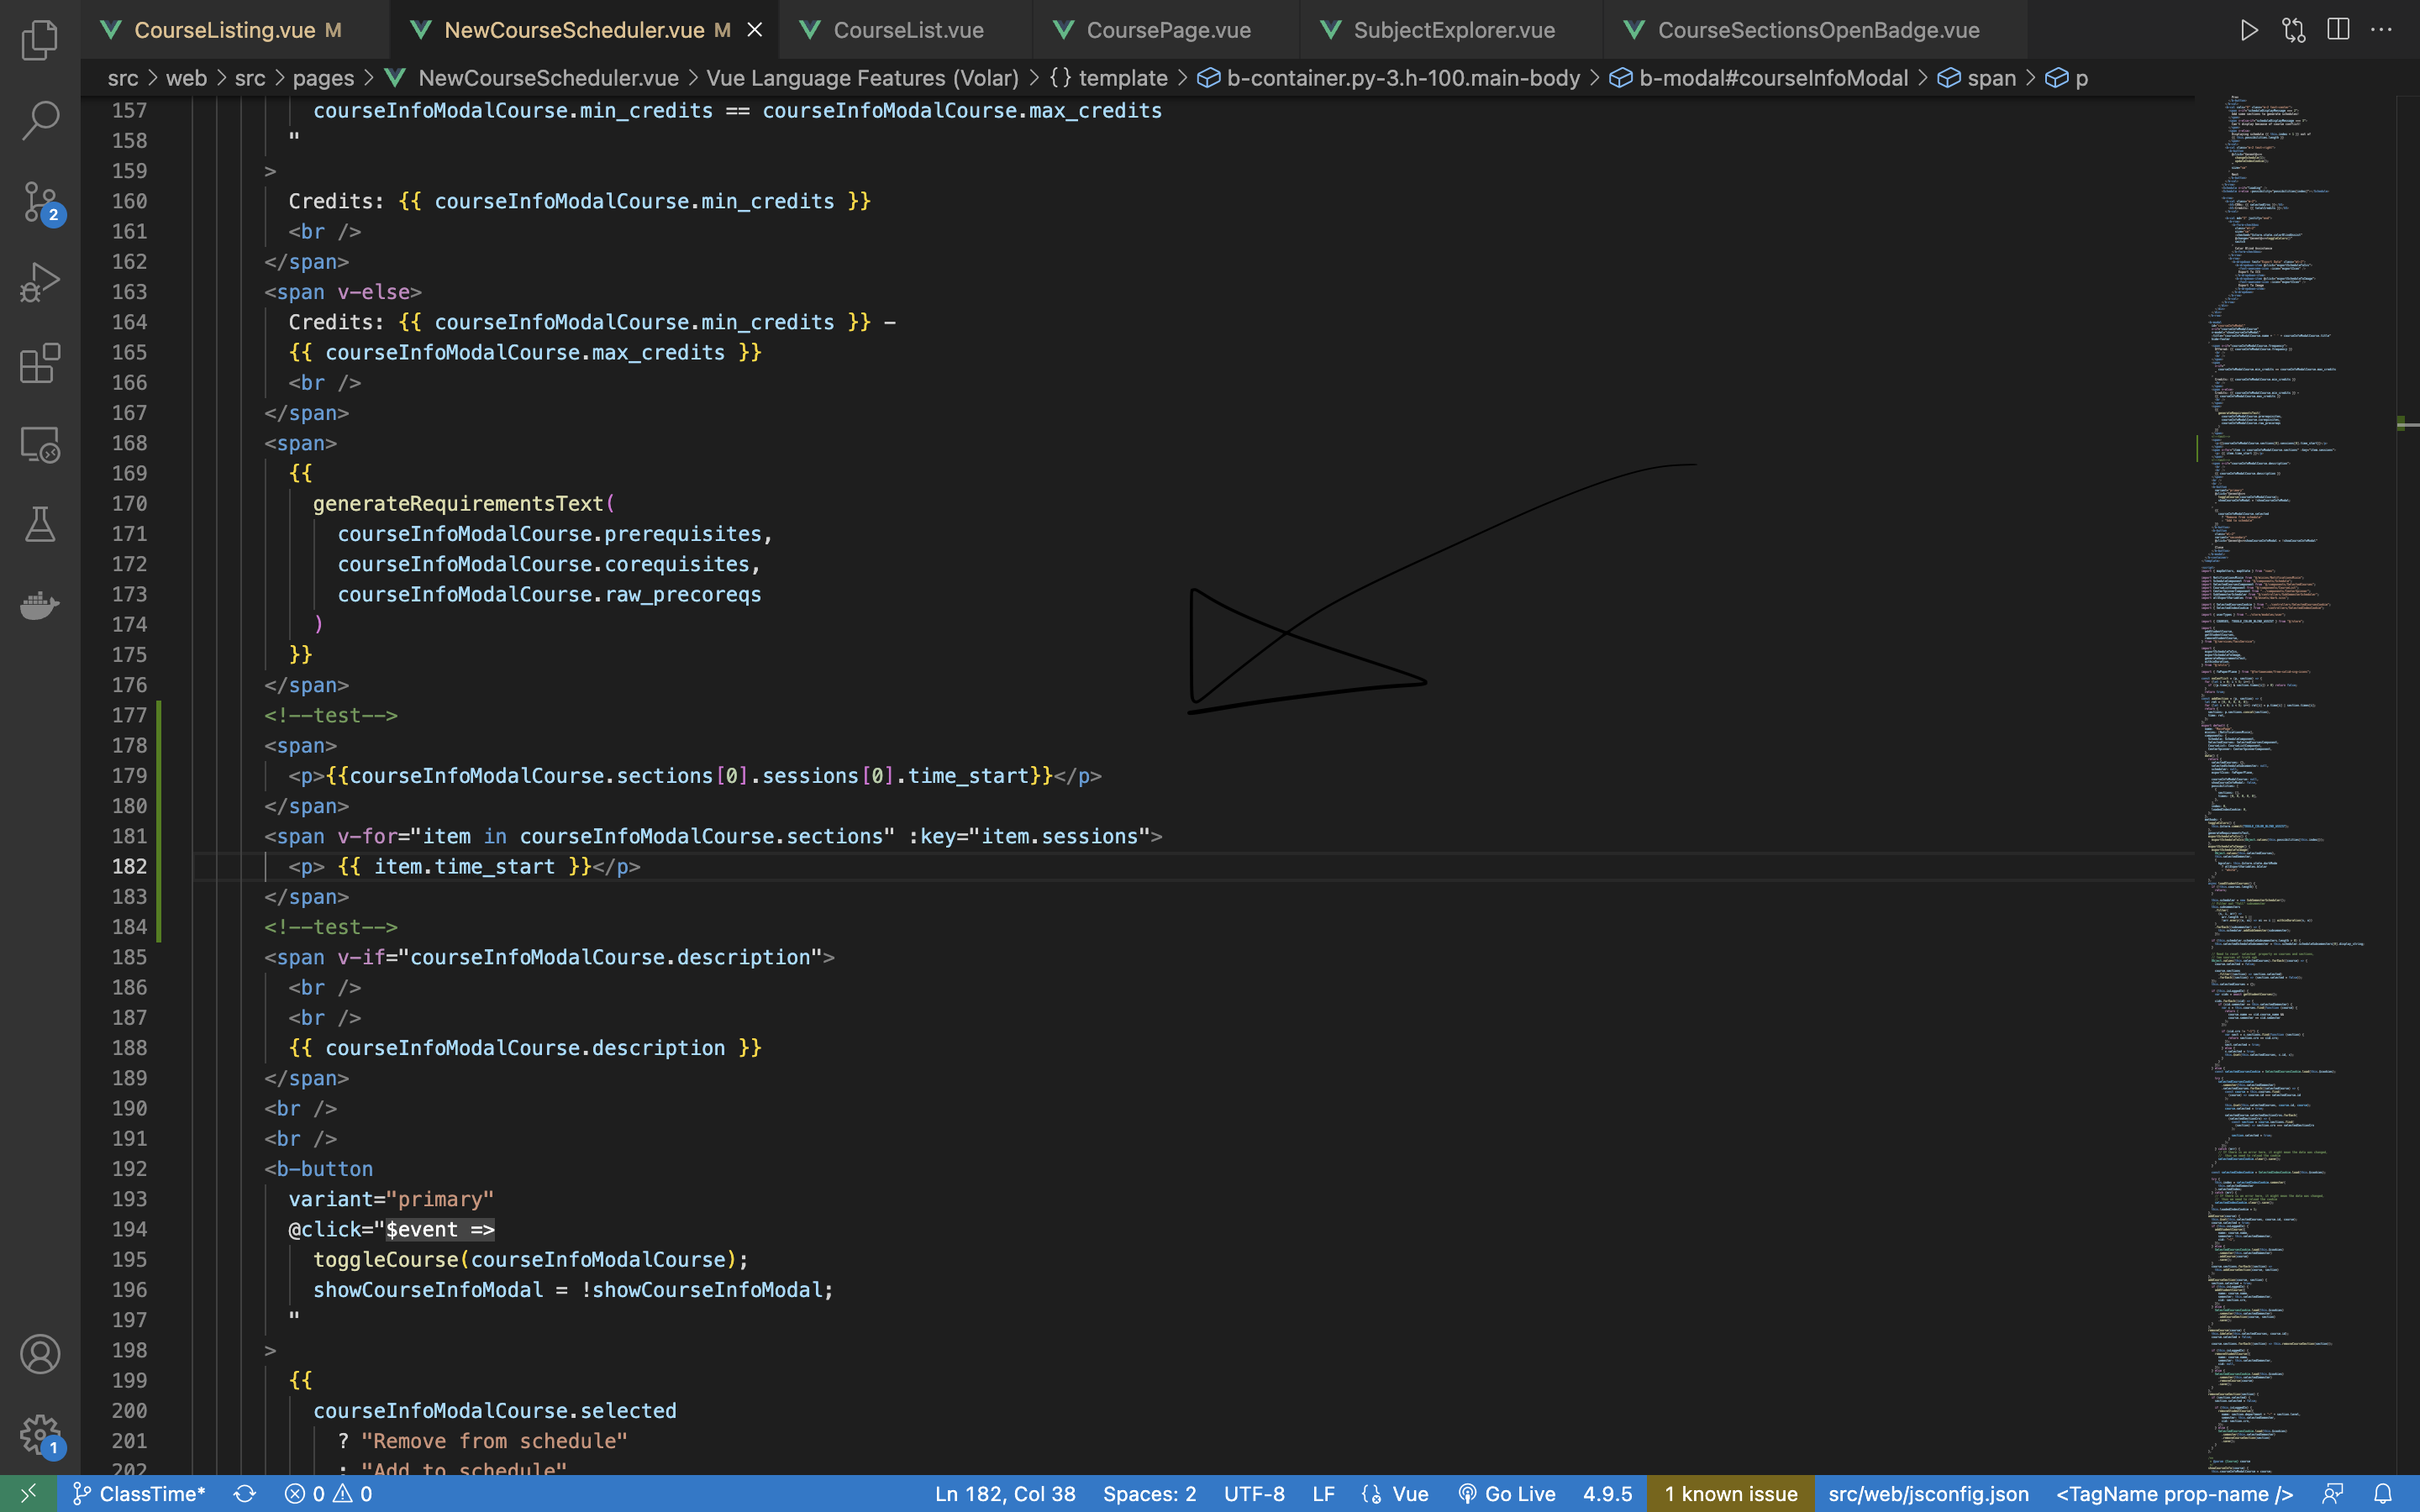 CourseListing.vue M
NewCourseScheduler.vue M
CourseList.vue
CoursePage.vue
SubjectExplorer.vue
CourseSectionsOpenBadge.vue
src > web > src > pages > NewCourseScheduler.vue > Vue Language Features (Volar) > {} template > b-container.py-3.h-100.main-body > b-modal#courseInfoModal > span > p
157 courseInfoModalCourse.min_credits == courseInfoModalCourse.max_credits
158 "
159 >
160 Credits: {{ courseInfoModalCourse.min_credits }}
161 <br />
162 </span>
163 <span v-else>
164 Credits: {{ courseInfoModalCourse.min_credits }} –
165 {{ courseInfoModalCourse.max_credits }}
166 <br />
167 </span>
168 <span>
169 {{
170 generateRequirementsText(
171 courseInfoModalCourse.prerequisites,
172 courseInfoModalCourse.corequisites,
173 courseInfoModalCourse.raw_precoreqs
174 )
175 }}
176 </span>
177 <!--test-->
178 <span>
179 <p>{{courseInfoModalCourse.sections[0].sessions[0].time_start}}</p>
180 </span>
181 <span v-for="item in courseInfoModalCourse.sections" :key="item.sessions">
182 <p> {{ item.time_start }}</p>
183 </span>
184 <!--test-->
185 <span v-if="courseInfoModalCourse.description">
186 <br />
187 <br />
188 {{ courseInfoModalCourse.description }}
189 </span>
190 <br />
191 <br />
192 <b-button
193 variant="primary"
194 @click="$event =>
195 toggleCourse(courseInfoModalCourse);
196 showCourseInfoModal = !showCourseInfoModal;
197 "
198 >
199 {{
200 courseInfoModalCourse.selected
201 ? "Remove from schedule"
202 : "Add to schedule"
2
1
ClassTime* 0 0 Ln 182, Col 38 Spaces: 2 UTF-8 LF Vue Go Live 4.9.5 1 known issue src/web/jsconfig.json <TagName prop-name />